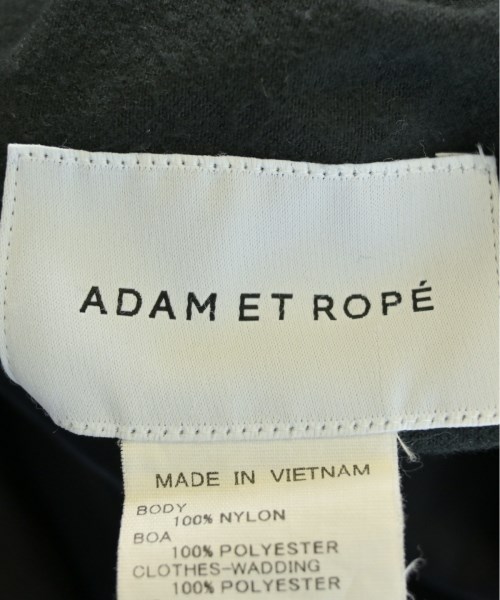 ADAM ET ROPÉ
MADE IN VIETNAM
BODY
100% NYLON
BOA
100% POLYESTER
CLOTHES-WADDING
100% POLYESTER